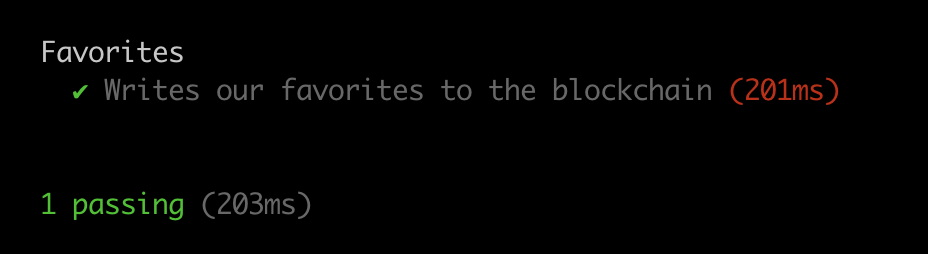 Favorites
✔ Writes our favorites to the blockchain (201ms)
1 passing (203ms)